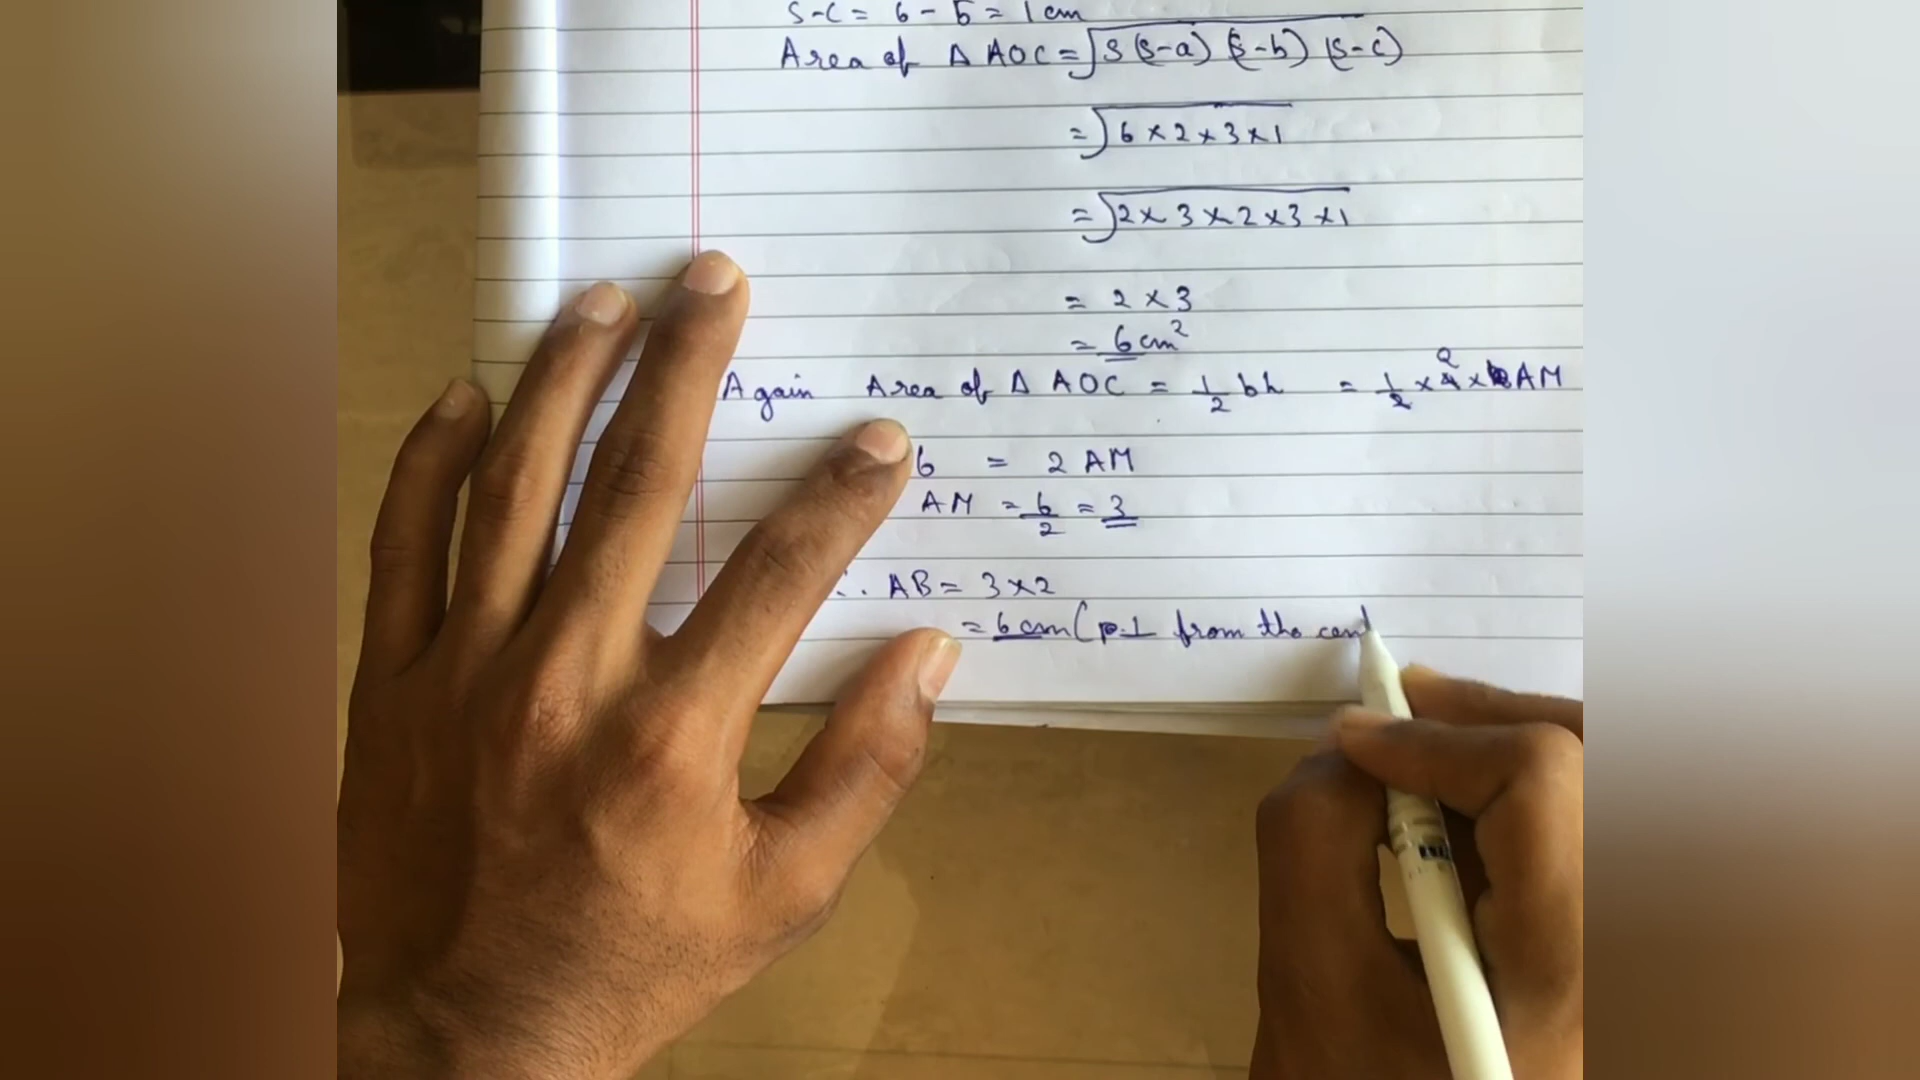 S-C = 6 - 5 = 1 cm
Area of Δ AOC = √S(S-a) (S-b) (S-c)
= √6 × 2 × 3 × 1
= √2 × 3 × 2 × 3 × 1
= 2 × 3
= 6 cm²
Again Area of Δ AOC = 1/2 bh = 1/2 × 4 2 × AM
6 = 2 AM
AM = 6/2 = 3
∴ AB = 3 × 2
= 6 cm ( ⊥ from the cent